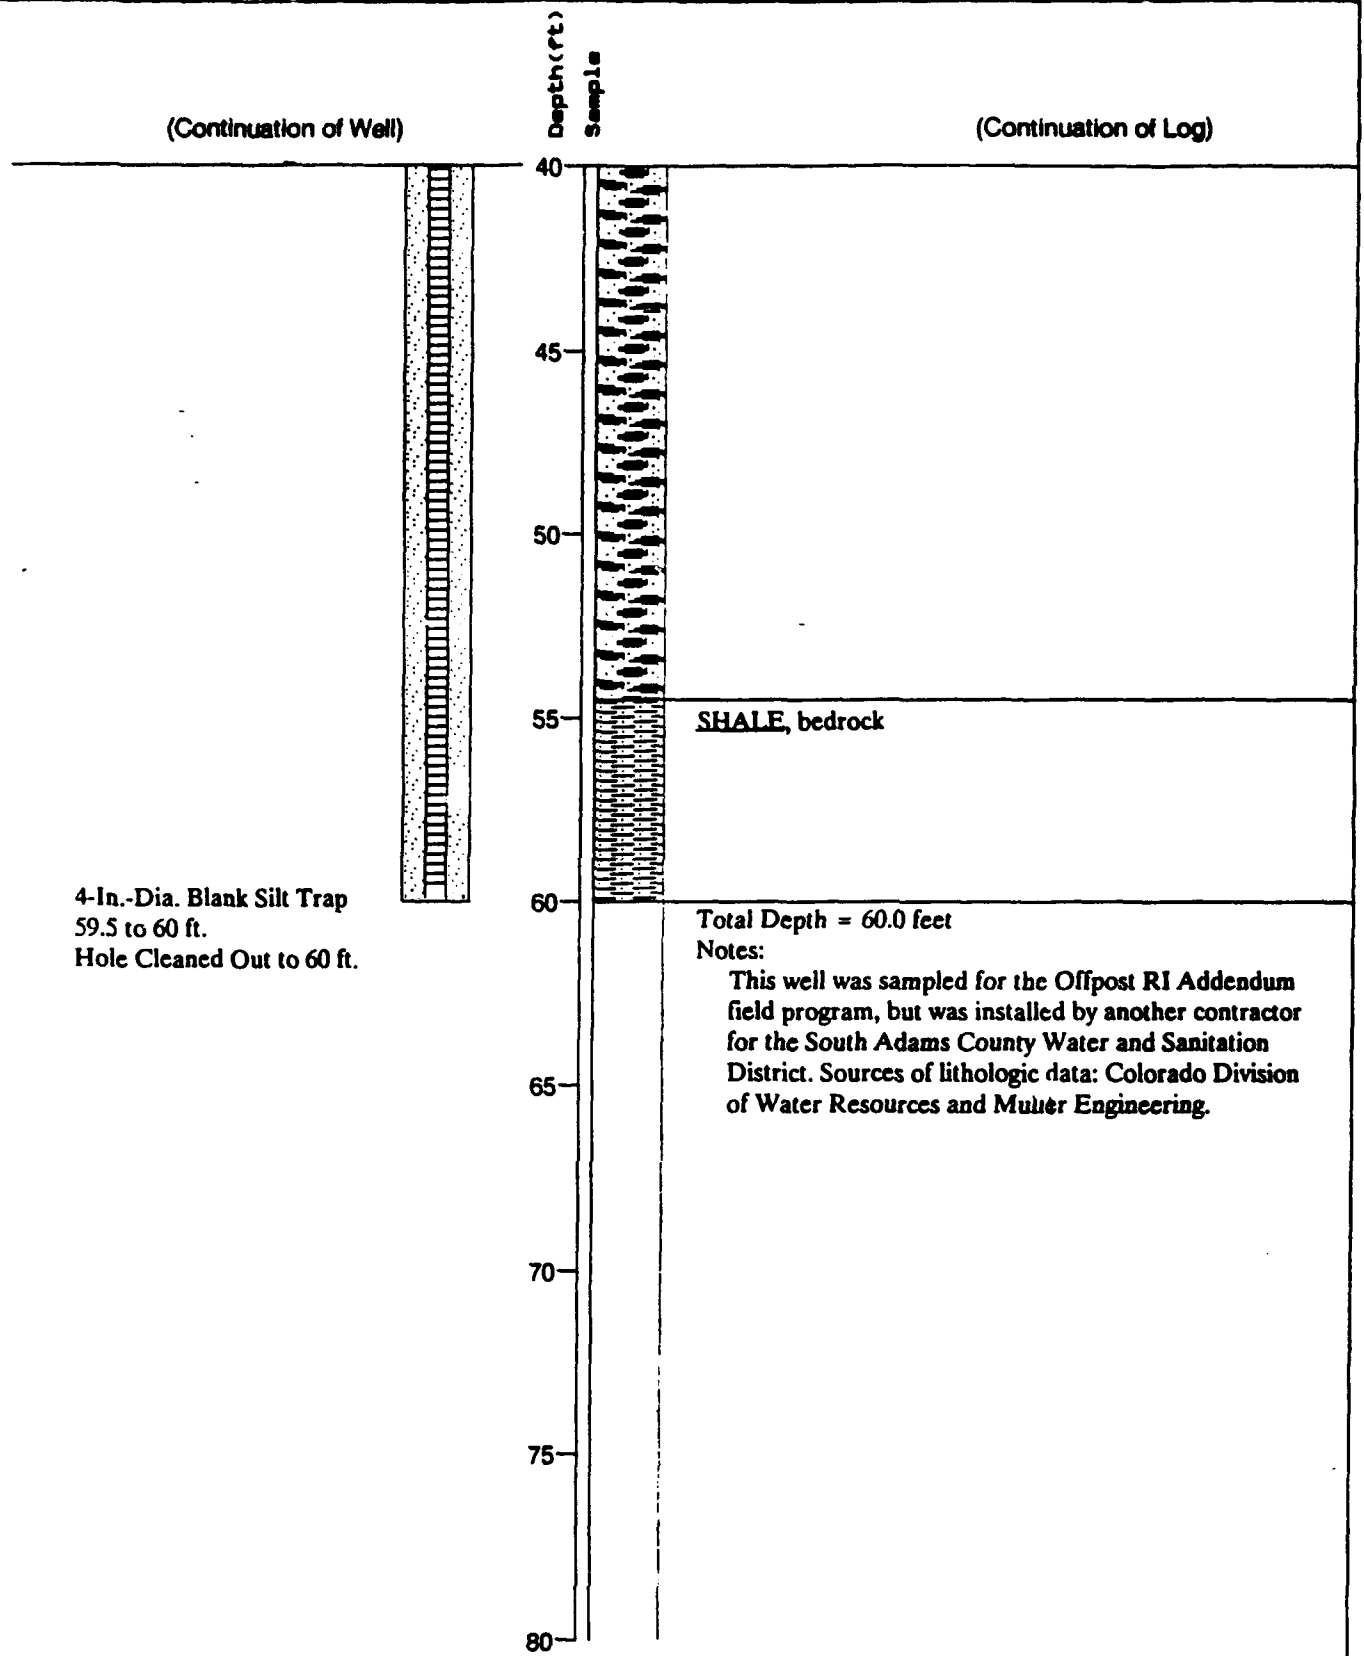 Depth(ft)
Sample
(Continuation of Well)
(Continuation of Log)
40
45
50
55
SHALE, bedrock
4-In.-Dia. Blank Silt Trap
59.5 to 60 ft.
Hole Cleaned Out to 60 ft.
60
Total Depth = 60.0 feet
Notes:
This well was sampled for the Offpost RI Addendum
field program, but was installed by another contractor
for the South Adams County Water and Sanitation
District. Sources of lithologic data: Colorado Division
of Water Resources and Engineering.
65
70
75
80